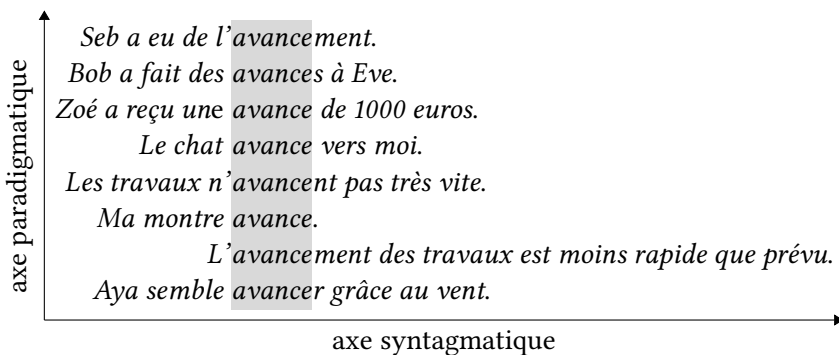 axe paradigmatique
Seb a eu de l’avancement.
Bob a fait des avances à Eve.
Zoé a reçu une avance de 1000 euros.
Le chat avance vers moi.
Les travaux n’avancent pas très vite.
Ma montre avance.
L’avancement des travaux est moins rapide que prévu.
Aya semble avancer grâce au vent.
axe syntagmatique